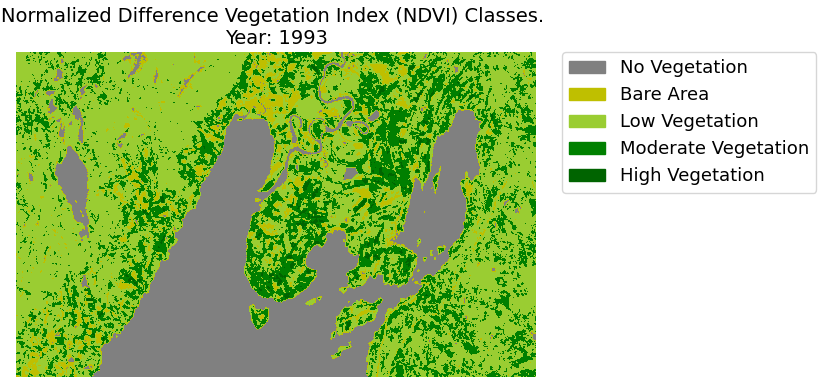 Normalized Difference Vegetation Index (NDVI) Classes.
Year: 1993
No Vegetation
Bare Area
Low Vegetation
Moderate Vegetation
High Vegetation